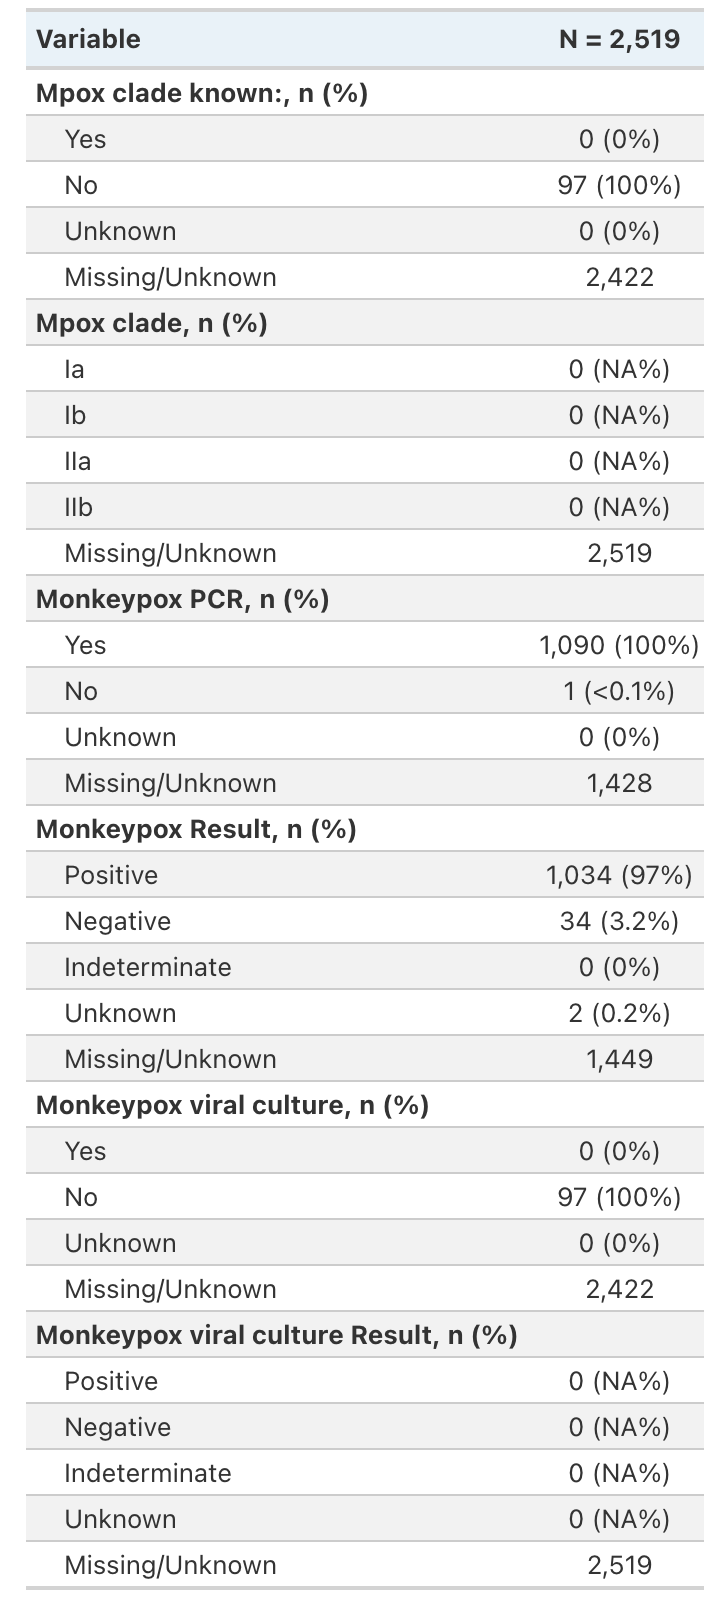 Variable N = 2,519
Mpox clade known:, n (%)
Yes 0 (0%)
No 97 (100%)
Unknown 0 (0%)
Missing/Unknown 2,422
Mpox clade, n (%)
Ia 0 (NA%)
Ib 0 (NA%)
IIa 0 (NA%)
IIb 0 (NA%)
Missing/Unknown 2,519
Monkeypox PCR, n (%)
Yes 1,090 (100%)
No 1 (<0.1%)
Unknown 0 (0%)
Missing/Unknown 1,428
Monkeypox Result, n (%)
Positive 1,034 (97%)
Negative 34 (3.2%)
Indeterminate 0 (0%)
Unknown 2 (0.2%)
Missing/Unknown 1,449
Monkeypox viral culture, n (%)
Yes 0 (0%)
No 97 (100%)
Unknown 0 (0%)
Missing/Unknown 2,422
Monkeypox viral culture Result, n (%)
Positive 0 (NA%)
Negative 0 (NA%)
Indeterminate 0 (NA%)
Unknown 0 (NA%)
Missing/Unknown 2,519